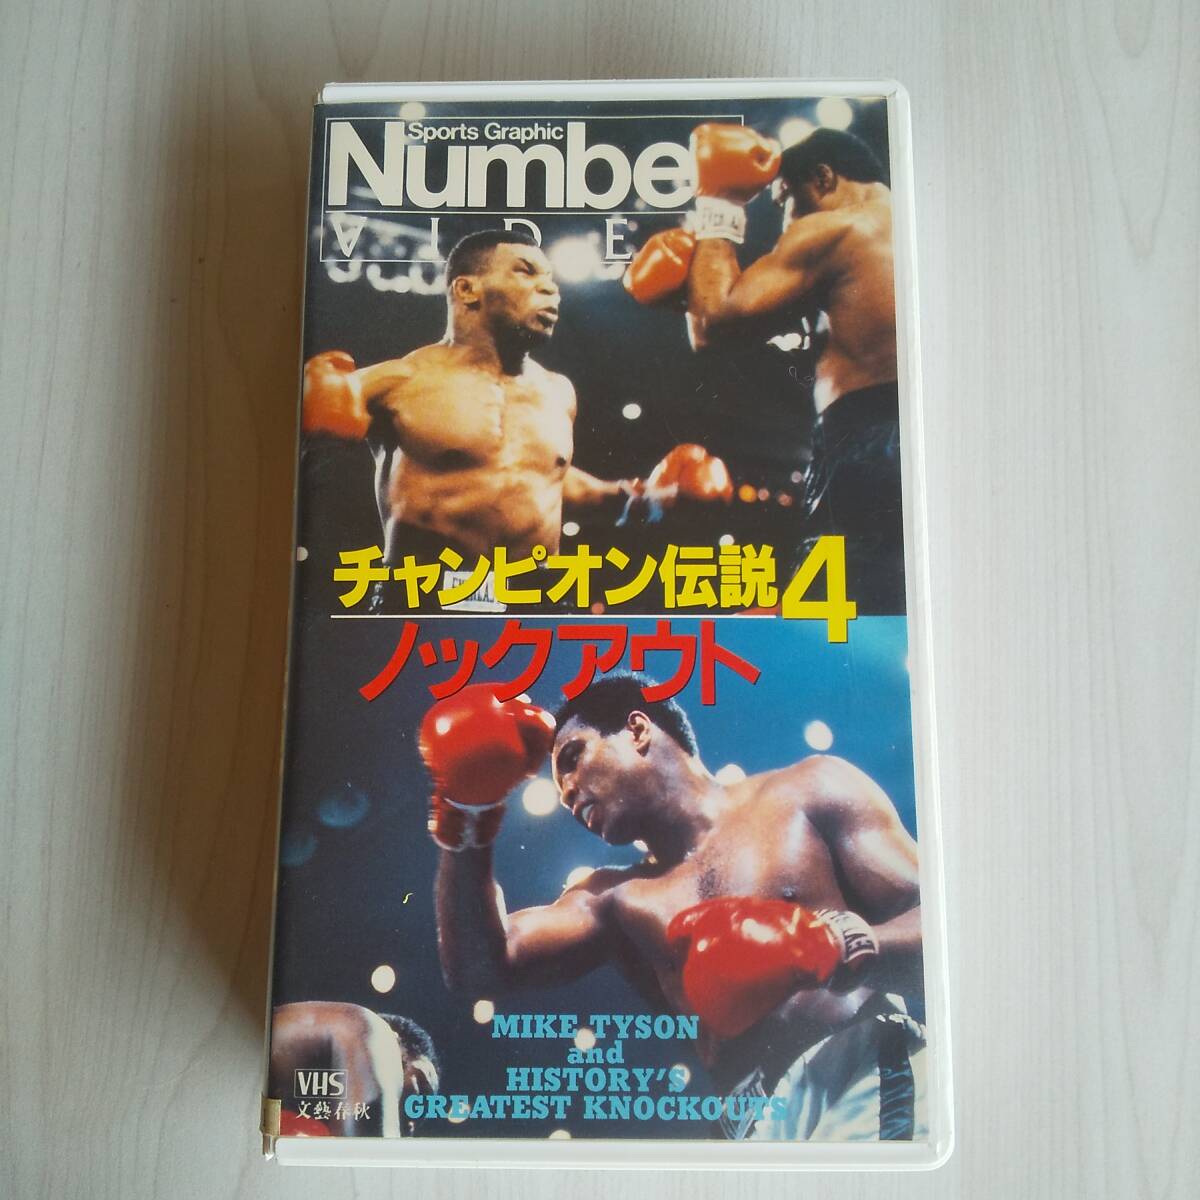 Sports Graphic
Numbe
VIDE
チャンピオン伝説4
ノックアウト
MIKE TYSON
and
HISTORY'S
GREATEST KNOCKOUTS
VHS
文藝春秋